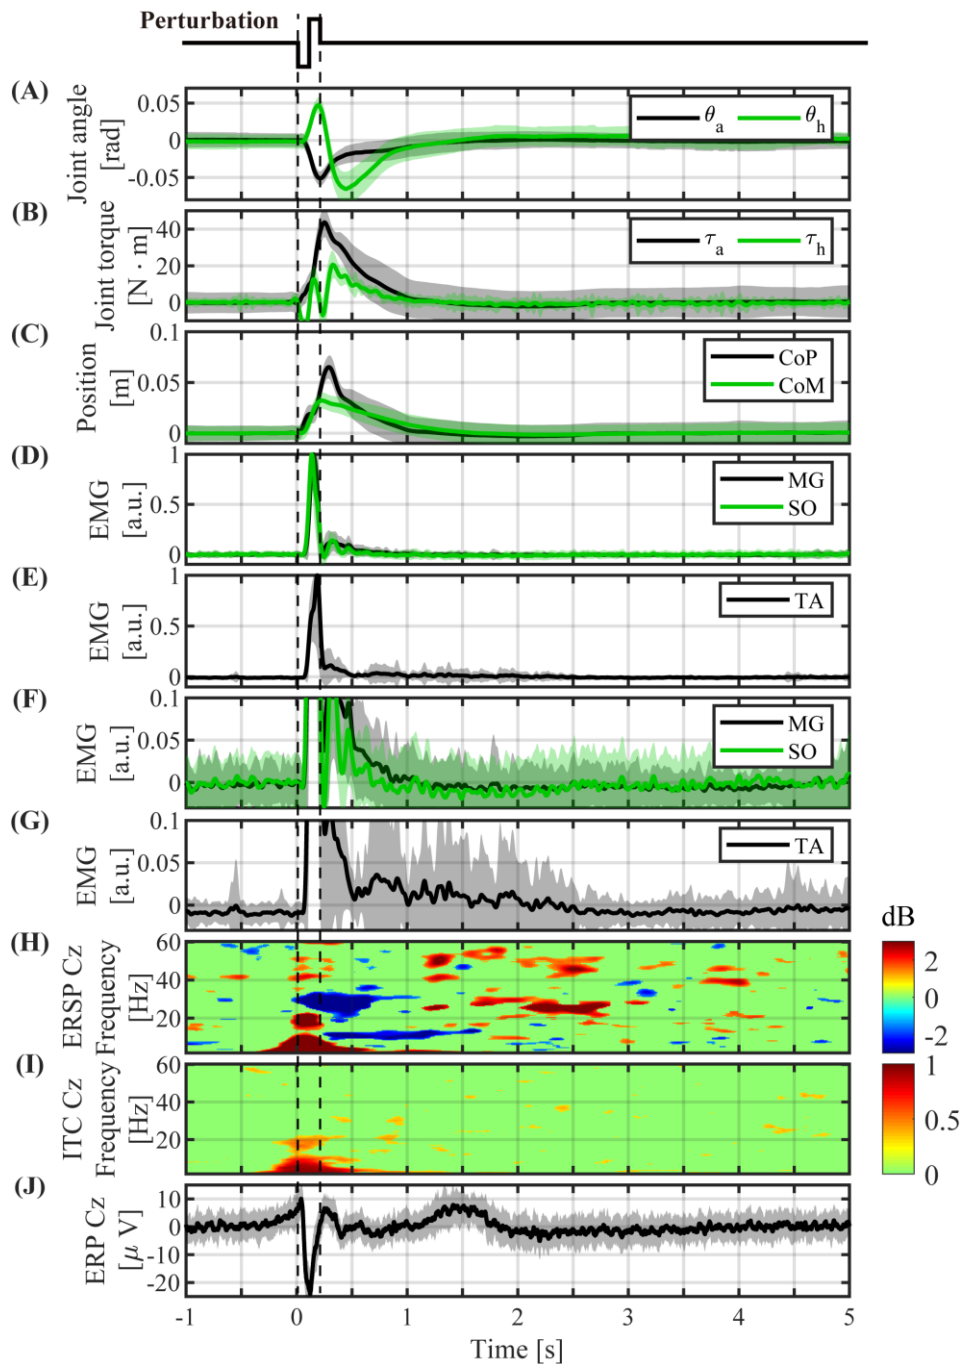 Perturbation
(A)
Joint angle
[rad]
0.05
0
-0.05
θa θh
(B)
Joint torque
[N · m]
40
20
0
τa τh
(C)
Position
[m]
0.1
0.05
0
CoP
CoM
(D)
EMG
[a.u.]
1
0.5
0
MG
SO
(E)
EMG
[a.u.]
1
0.5
0
TA
(F)
EMG
[a.u.]
0.1
0.05
0
MG
SO
(G)
EMG
[a.u.]
0.1
0.05
0
TA
(H)
ERSP Cz
Frequency
[Hz]
60
40
20
dB
2
0
-2
(I)
ITC Cz
Frequency
[Hz]
60
40
20
1
0.5
0
(J)
ERP Cz
[μ V]
10
0
-10
-20
-1 0 1 2 3 4 5
Time [s]